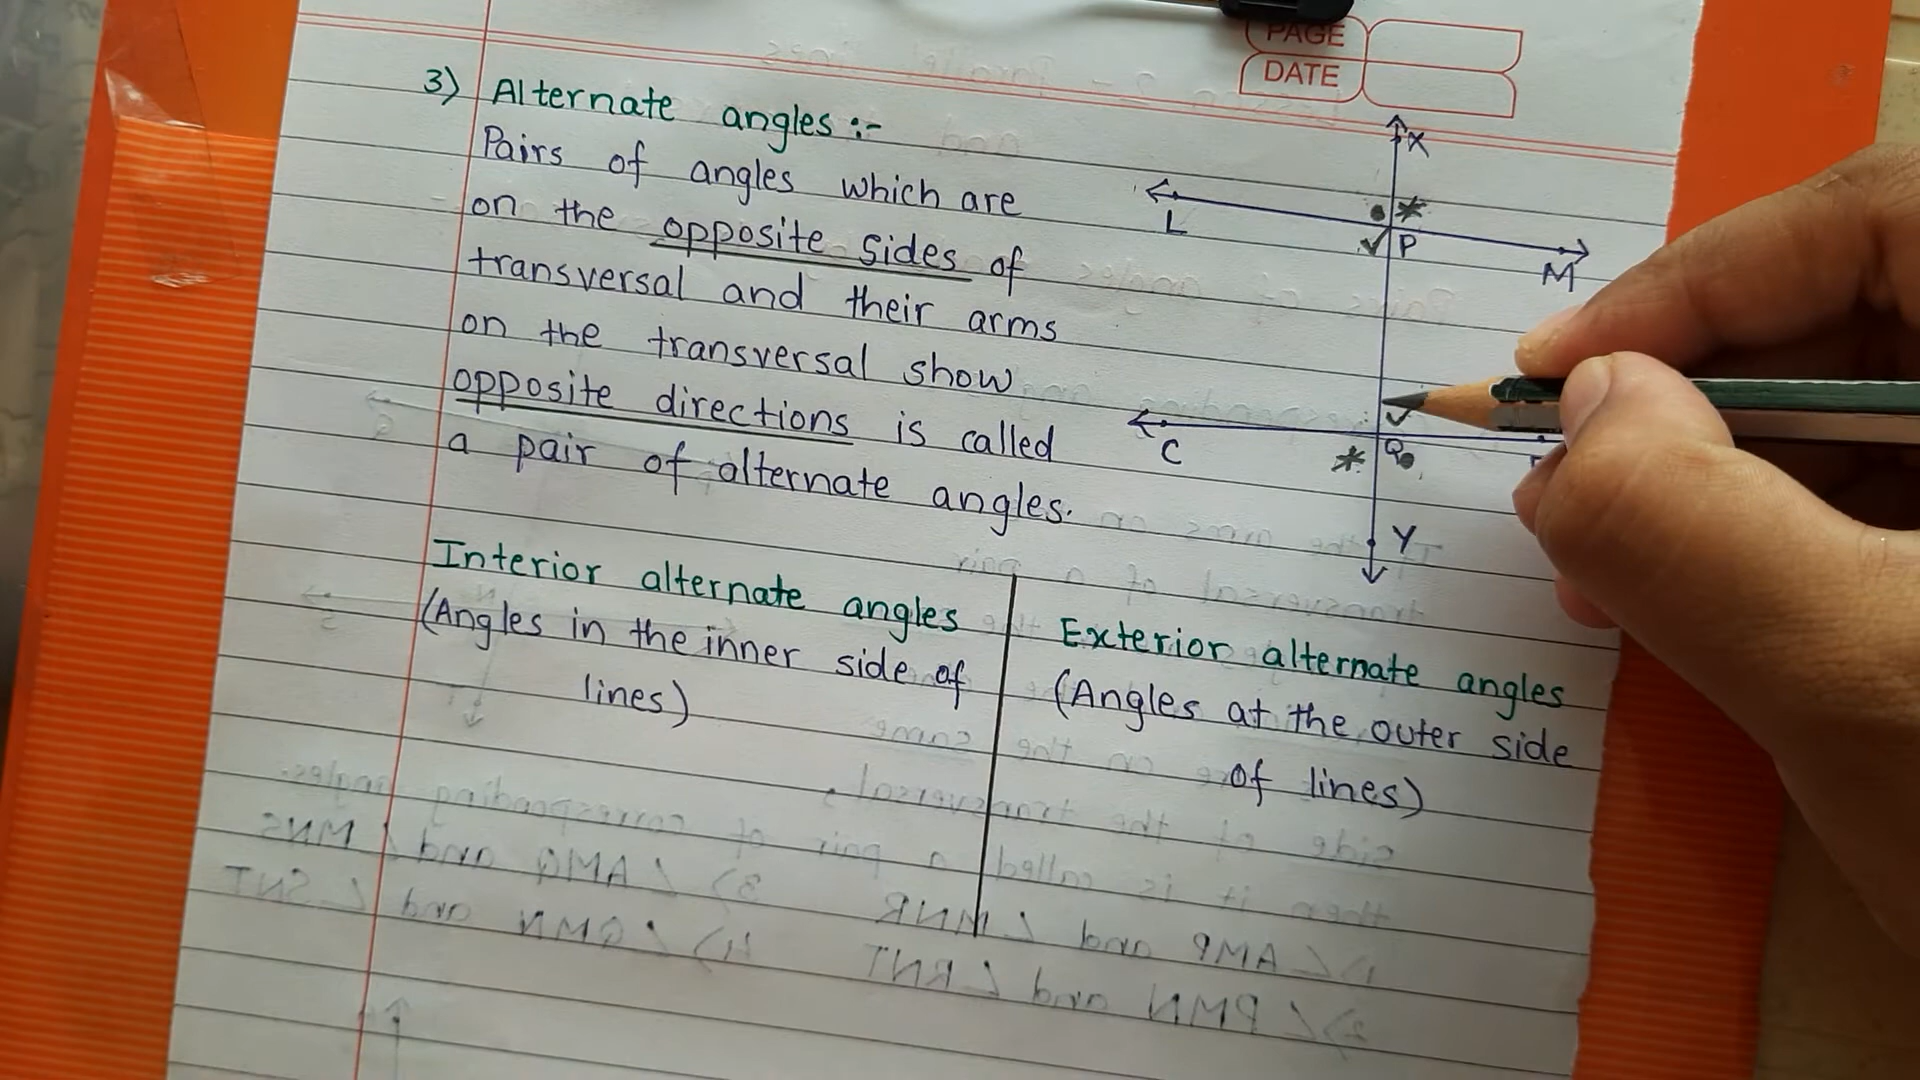 PAGE
DATE
3) Alternate angles :-
Pairs of angles which are
on the opposite sides of
transversal and their arms
on the transversal show
opposite directions is called
a pair of alternate angles.
X
L
P
M
C
Q
Y
Interior alternate angles
(Angles in the inner side of
lines)
Exterior alternate angles
(Angles at the outer side
of lines)